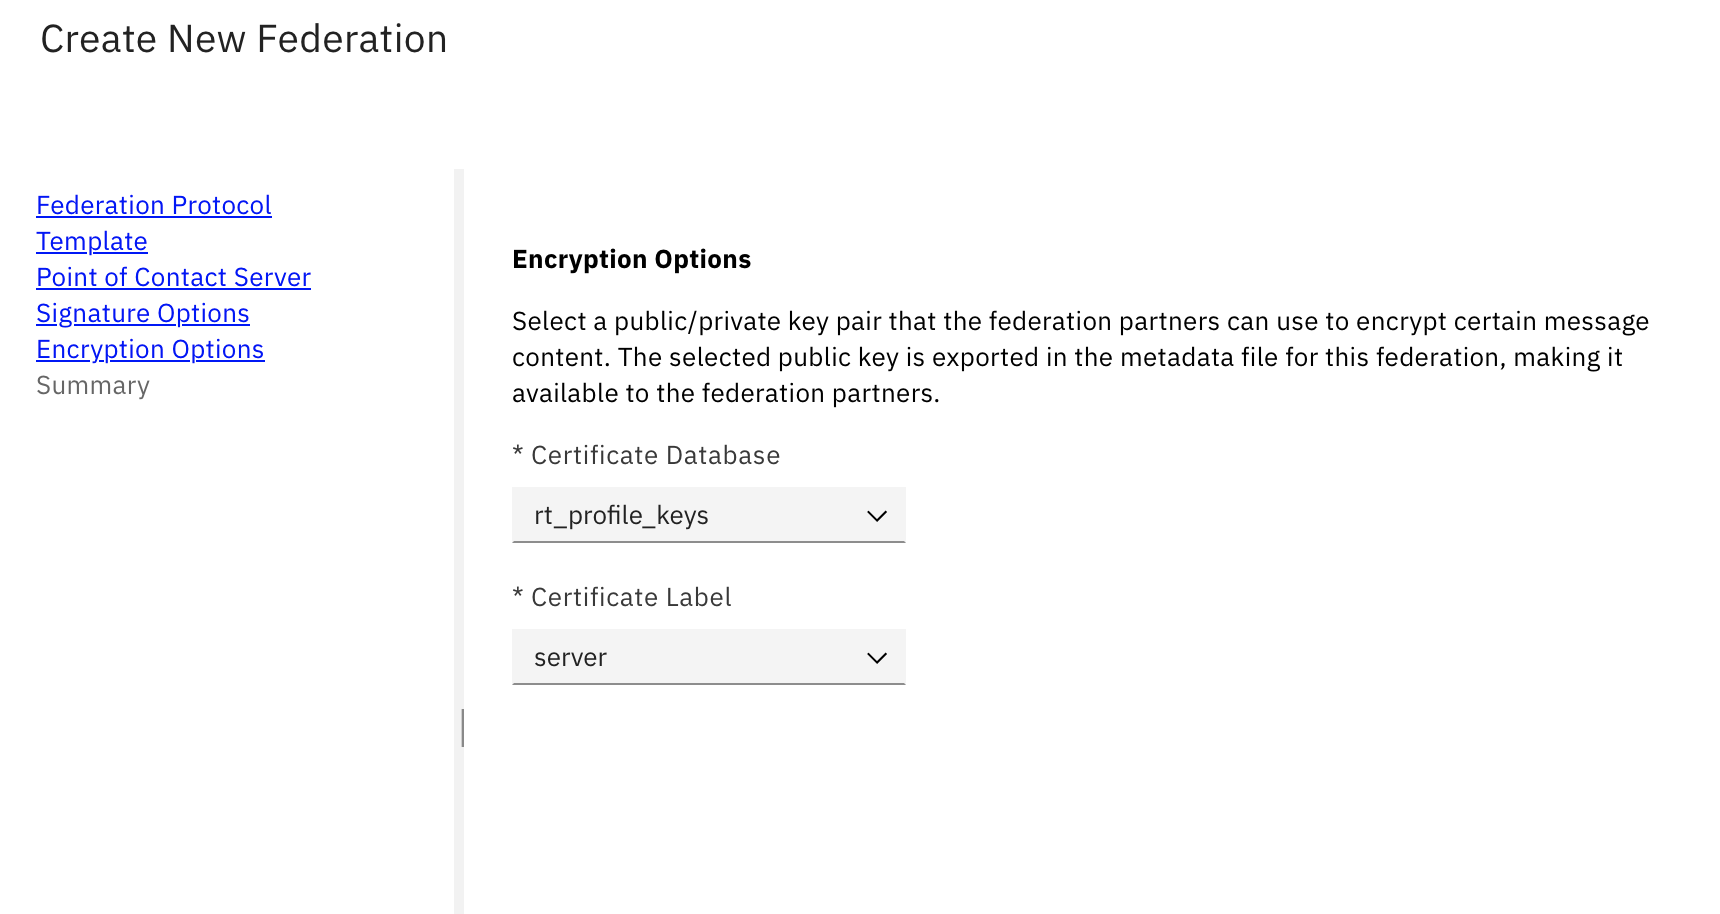 Create New Federation
Federation Protocol
Template
Point of Contact Server
Signature Options
Encryption Options
Summary
Encryption Options
Select a public/private key pair that the federation partners can use to encrypt certain message
content. The selected public key is exported in the metadata file for this federation, making it
available to the federation partners.
* Certificate Database
rt_profile_keys
* Certificate Label
server